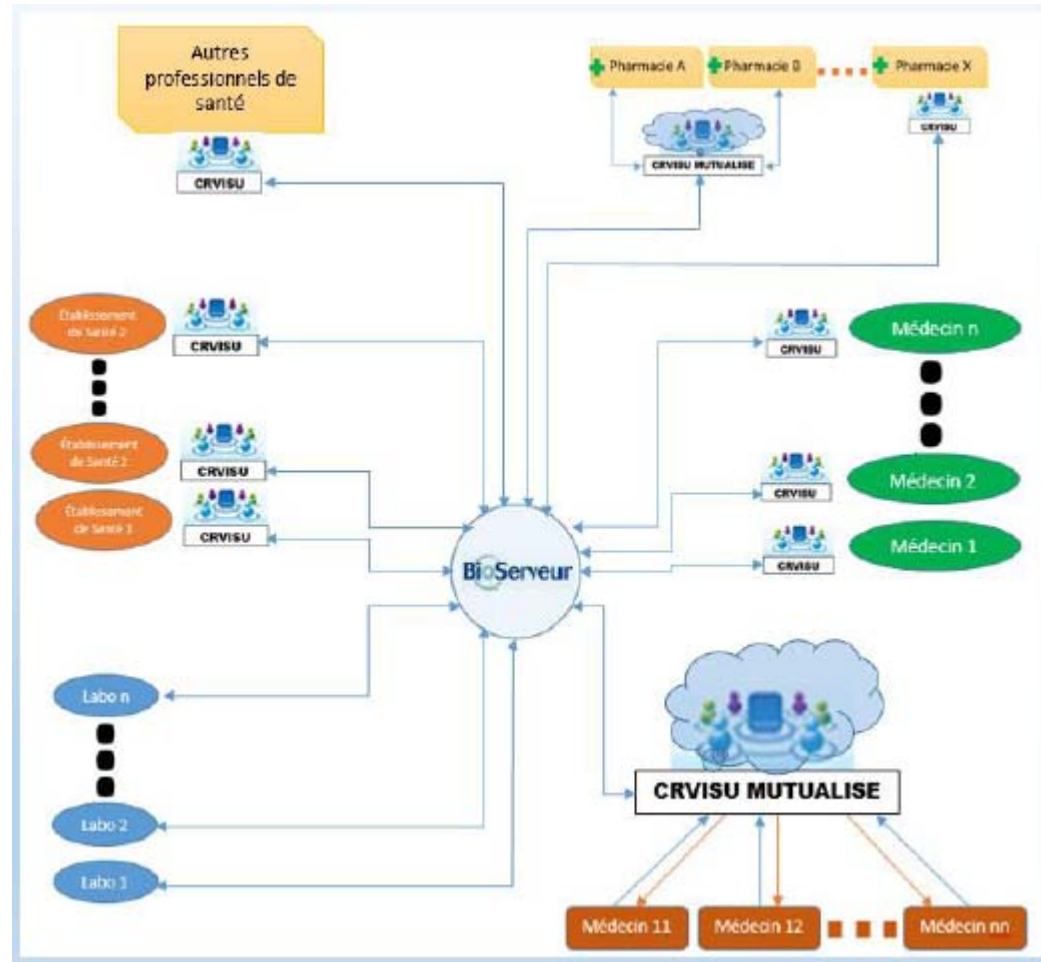 Autres
professionnels de
santé
CRVISU
Pharmacie A
Pharmacie B
Pharmacie X
CRVISU MUTUALISE
CRVISU
Établissement
de Santé 2
CRVISU
Établissement
de Santé 2
CRVISU
Établissement
de Santé 1
CRVISU
Médecin n
CRVISU
Médecin 2
CRVISU
Médecin 1
CRVISU
BioServeur
Labo n
Labo 2
Labo 1
CRVISU MUTUALISE
Médecin 11
Médecin 12
Médecin nn